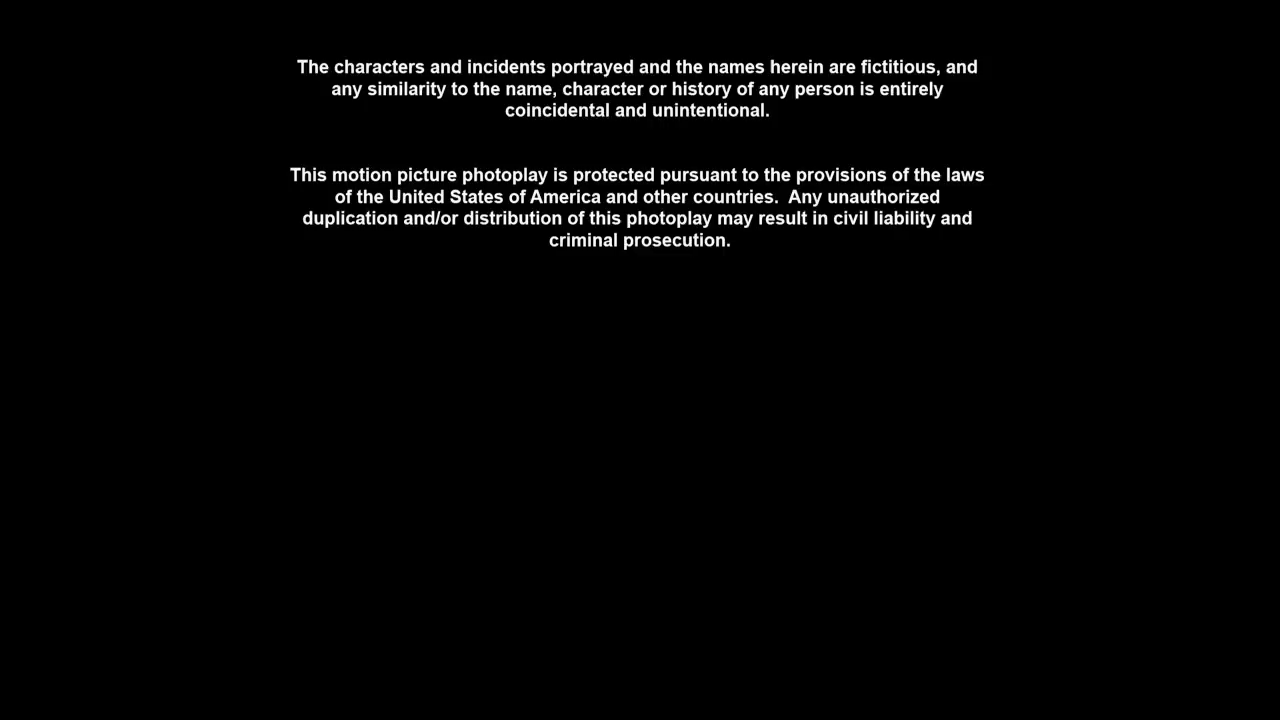 The characters and incidents portrayed and the names herein are fictitious, and
any similarity to the name, character or history of any person is entirely
coincidental and unintentional.
This motion picture photoplay is protected pursuant to the provisions of the laws
of the United States of America and other countries.  Any unauthorized
duplication and/or distribution of this photoplay may result in civil liability and
criminal prosecution.